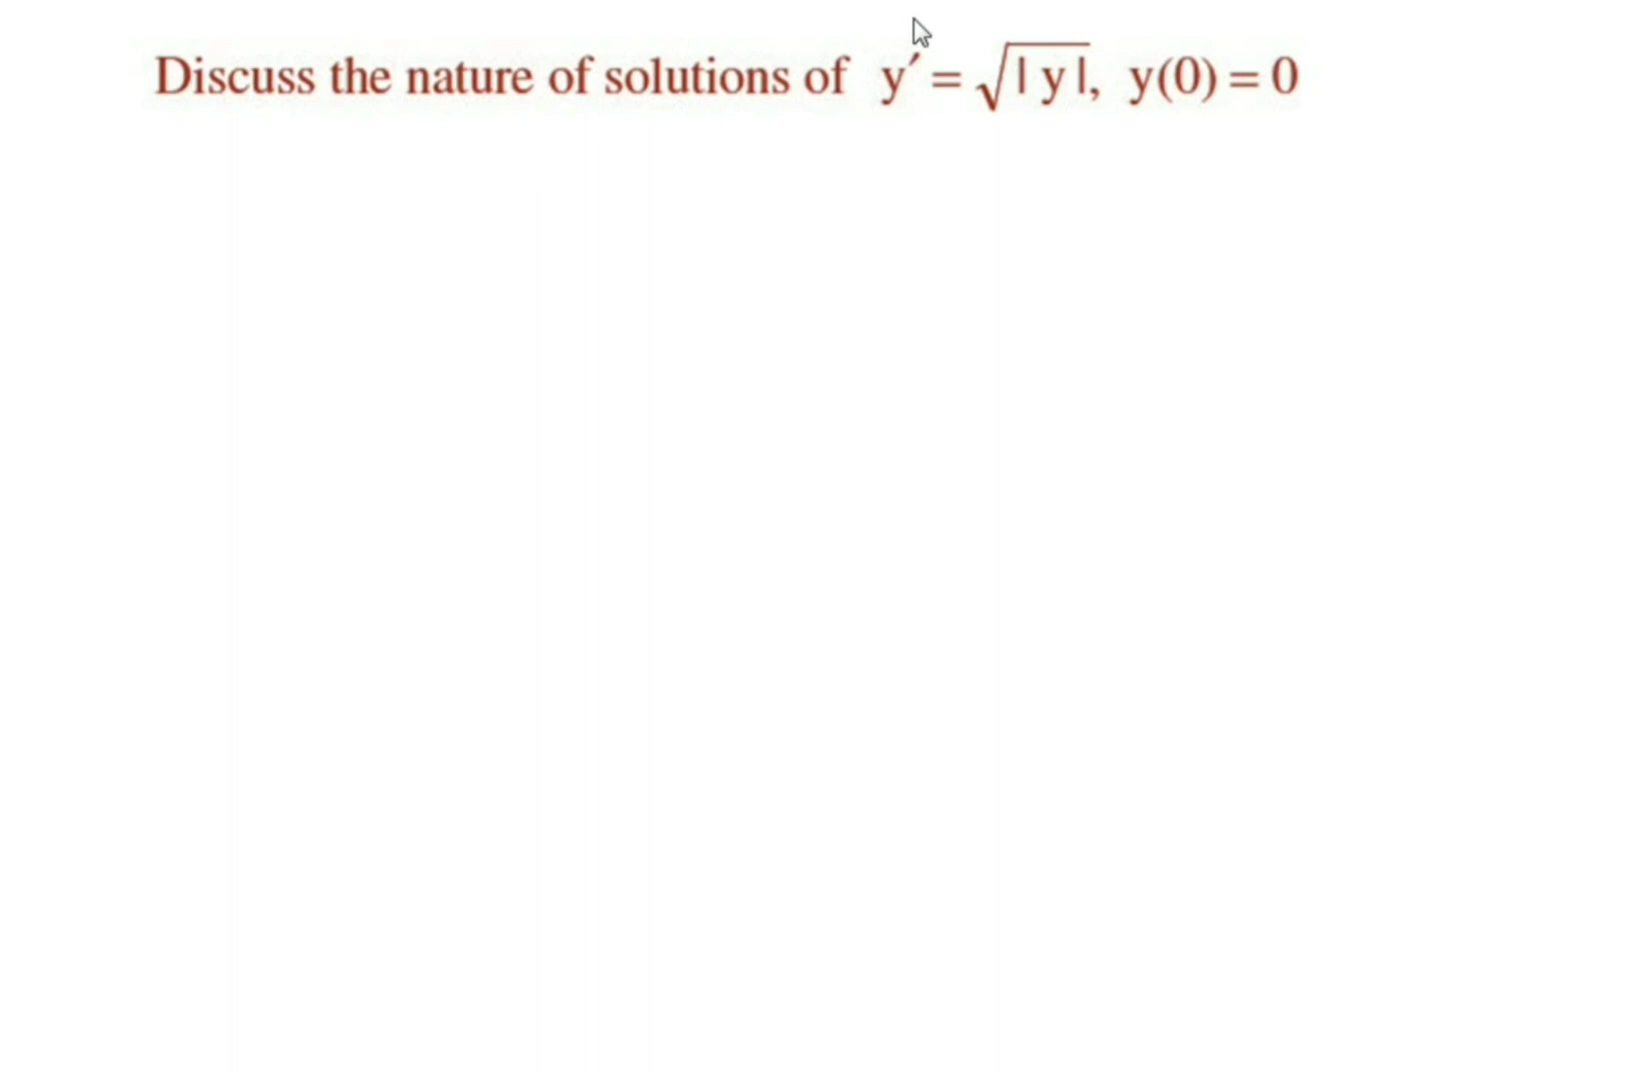 Discuss the nature of solutions of y′ = √|y|, y(0) = 0